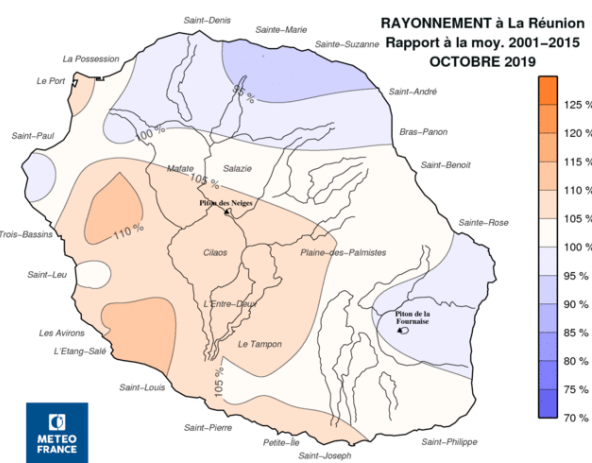 RAYONNEMENT à La Réunion
Rapport à la moy. 2001–2015
OCTOBRE 2019
Saint–Denis
Sainte–Marie
Sainte–Suzanne
La Possession
Le Port
Saint–André
95 %
Saint–Paul
100 %
Bras–Panon
Saint–Benoit
Mafate
Salazie
105 %
Piton des Neiges
Sainte–Rose
Trois–Bassins
110 %
Cilaos
Plaine–des–Palmistes
Saint–Leu
L'Entre–Deux
Piton de la
Fournaise
Les Avirons
Le Tampon
L'Etang–Salé
Saint–Louis
105 %
Saint–Pierre
Petite–Ile
Saint–Joseph
Saint–Philippe
125 %
120 %
115 %
110 %
105 %
100 %
95 %
90 %
85 %
80 %
75 %
70 %
METEO
FRANCE